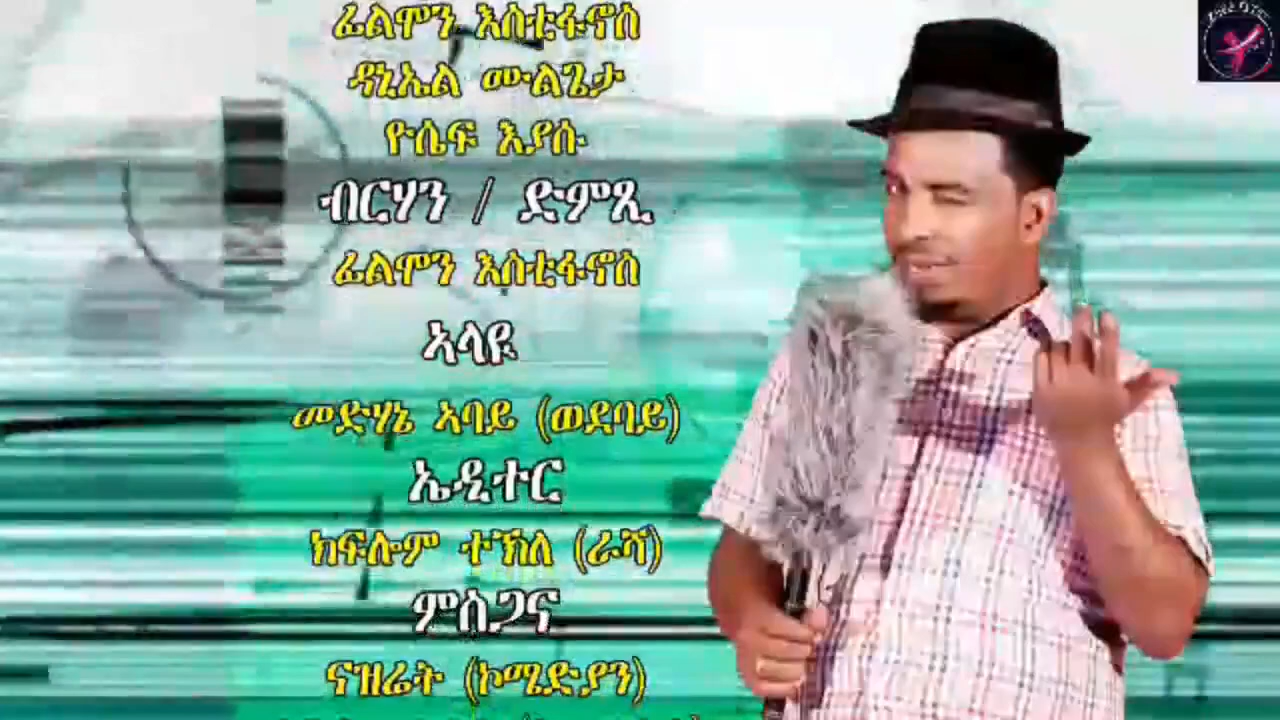 ፊልሞን እስቲፋኖስ
ዳኒኤል ሙልጌታ
ዮሴፍ እያሱ
ብርሃን / ድምጺ
ፊልሞን እስቲፋኖስ
ኣላዪ
መድሃኔ ኣባይ (ወደባይ)
ኤዲተር
ክፍሎም ተኽለ (ራሻ)
ምስጋና
ናዝሬት (ኮሜድያን)